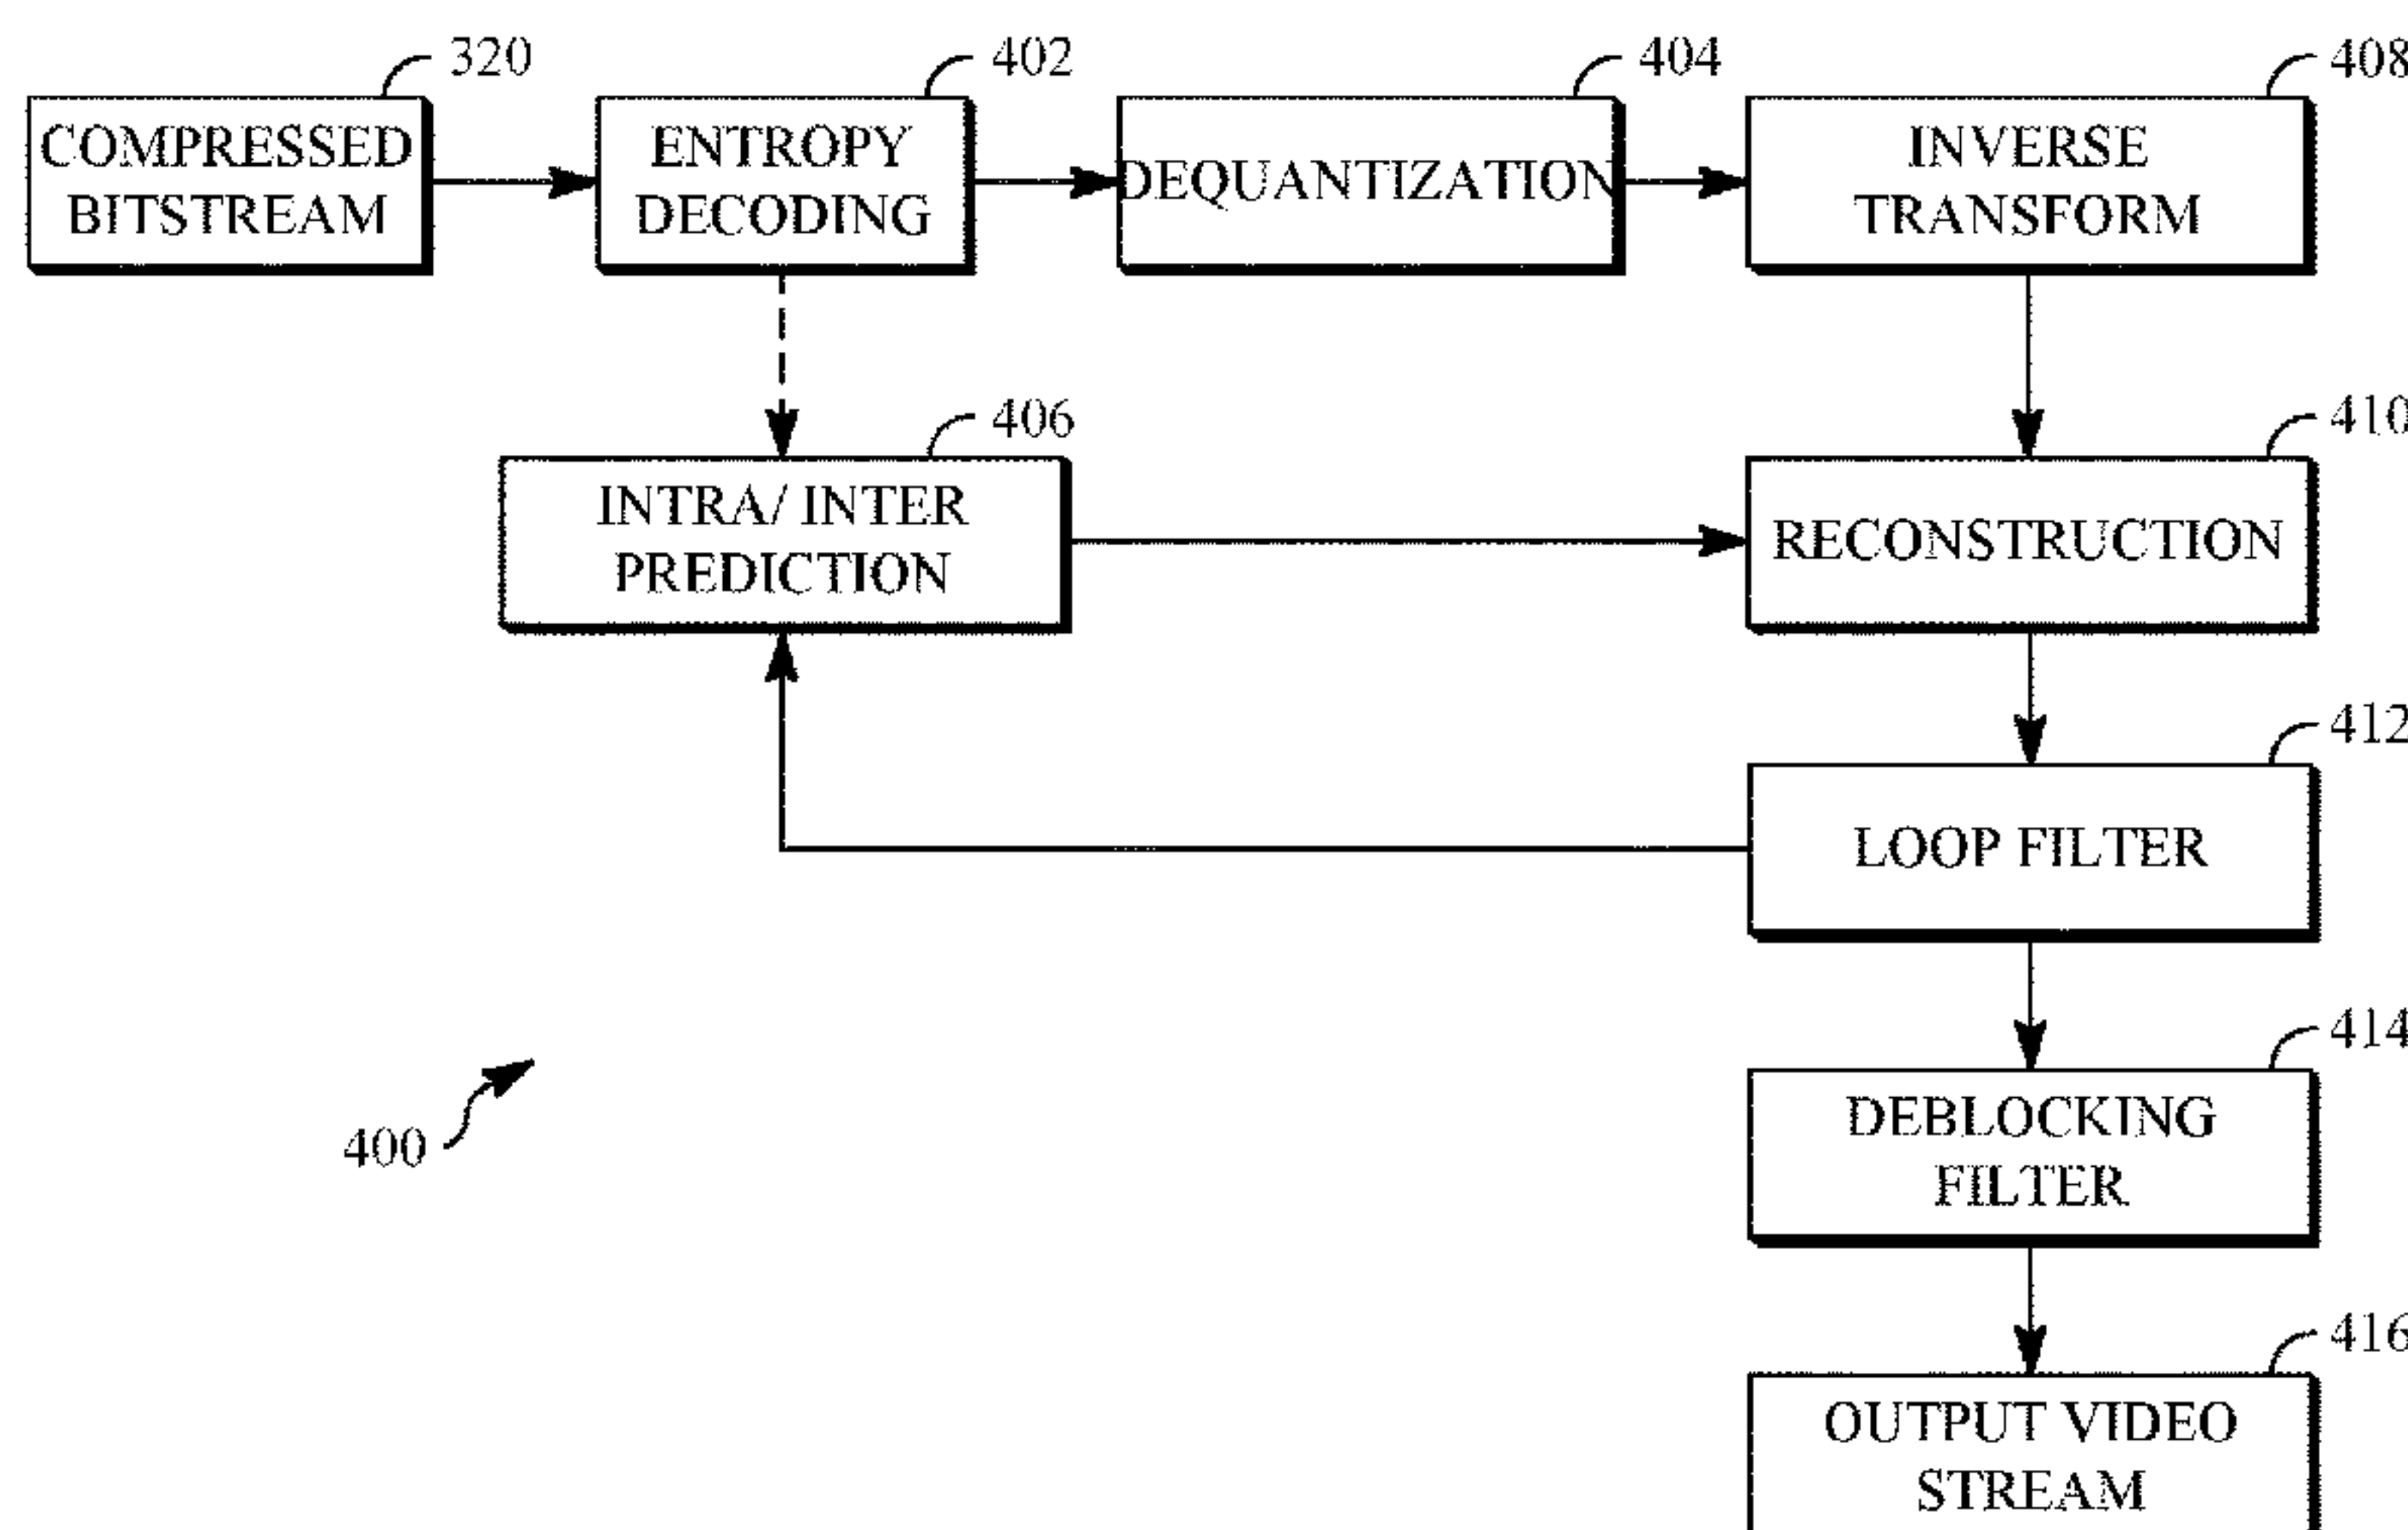 320
402
404
408
COMPRESSED
BITSTREAM
ENTROPY
DECODING
DEQUANTIZATION
INVERSE
TRANSFORM
406
410
INTRA/ INTER
PREDICTION
RECONSTRUCTION
412
LOOP FILTER
414
400
DEBLOCKING
FILTER
416
OUTPUT VIDEO
STREAM